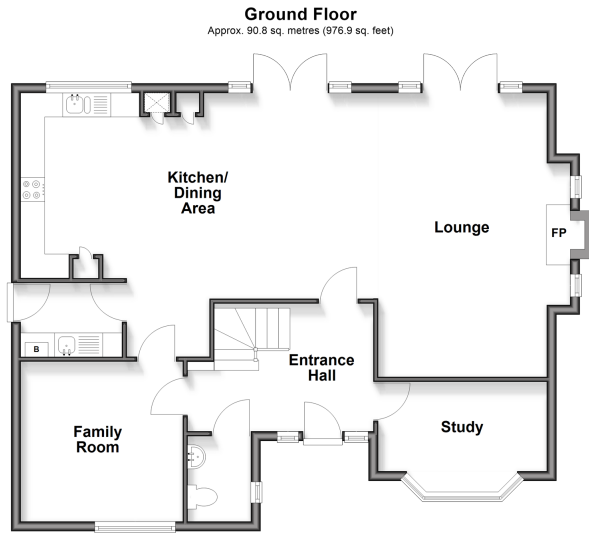 Ground Floor
Approx. 90.8 sq. metres (976.9 sq. feet)
Kitchen/
Dining
Area
Lounge
FP
B
Entrance
Hall
Family
Room
Study